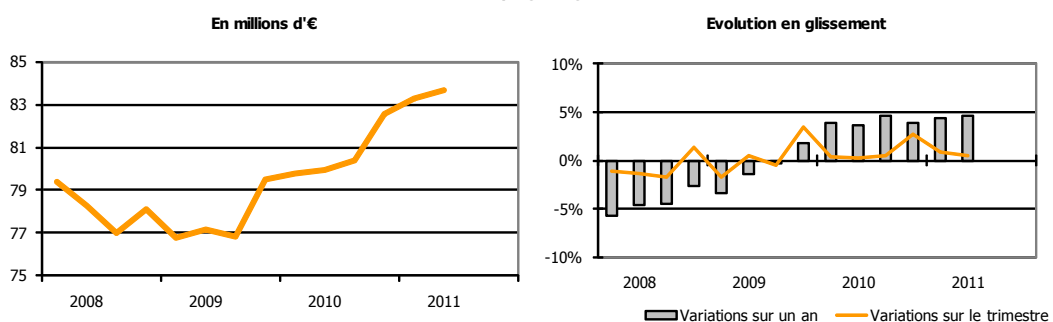 En millions d'€
85
83
81
79
77
75
2008 2009 2010 2011
Evolution en glissement
10%
5%
0%
-5%
-10%
2008 2009 2010 2011
Variations sur un an Variations sur le trimestre